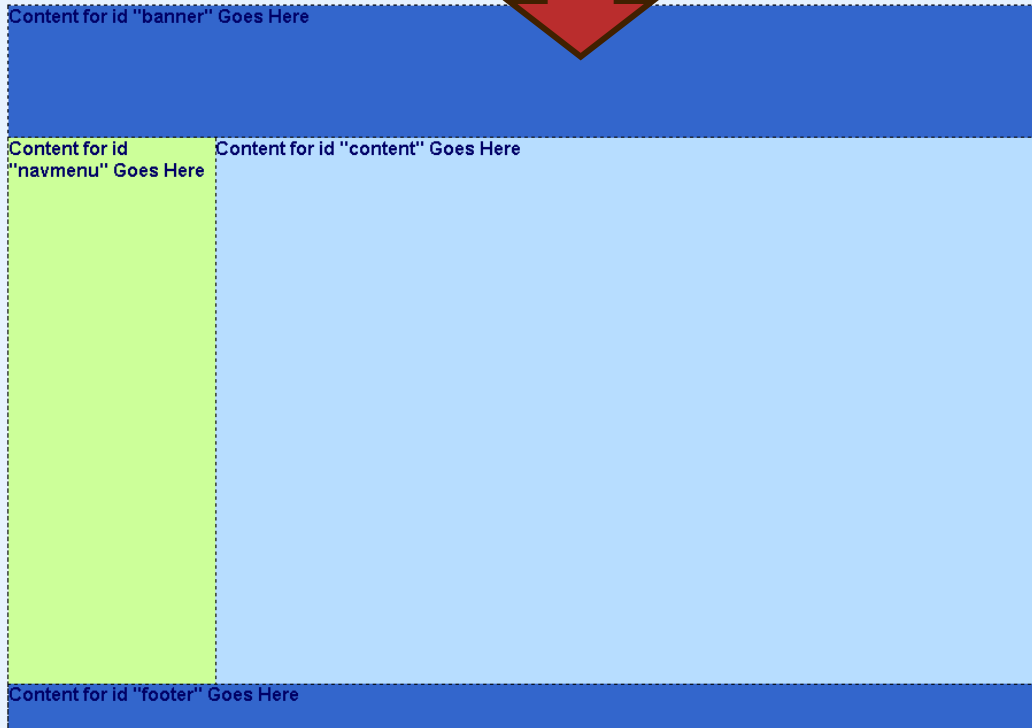 Content for id "banner" Goes Here
Content for id
"navmenu" Goes Here
Content for id "content" Goes Here
Content for id "footer" Goes Here